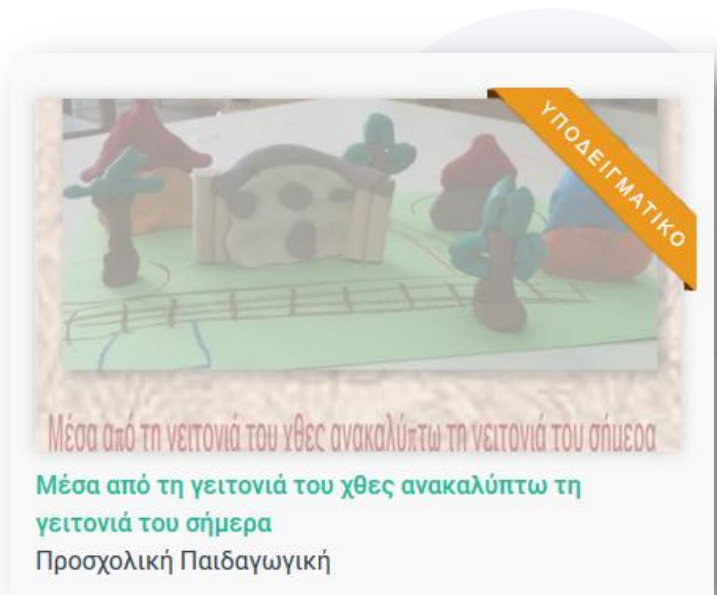 ΥΠΟΔΕΙΓΜΑΤΙΚΟ
Μέσα από τη γειτονιά του χθες ανακαλύπτω τη γειτονιά του σήμερα
Μέσα από τη γειτονιά του χθες ανακαλύπτω τη
γειτονιά του σήμερα
Προσχολική Παιδαγωγική